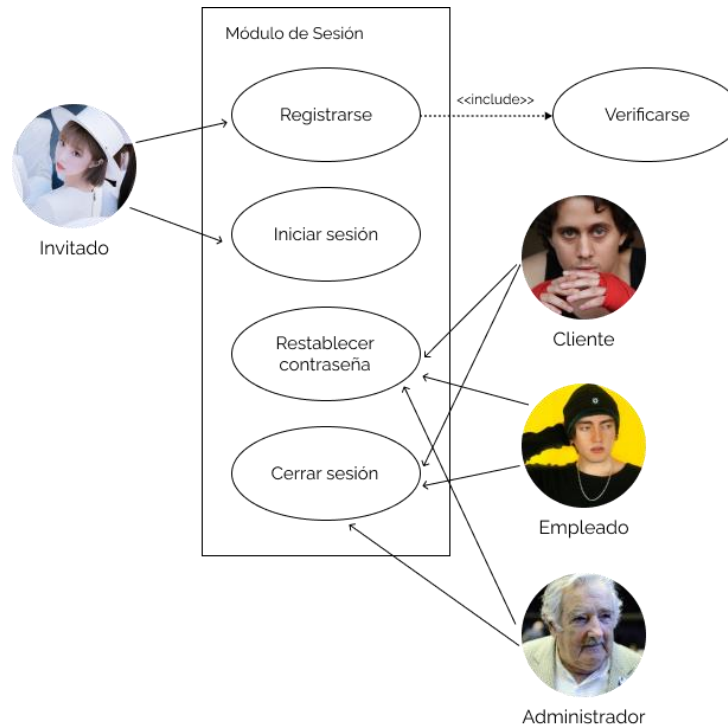 Módulo de Sesión
Registrarse
<<include>>
Verificarse
Invitado
Iniciar sesión
Restablecer
contraseña
Cliente
Cerrar sesión
Empleado
Administrador